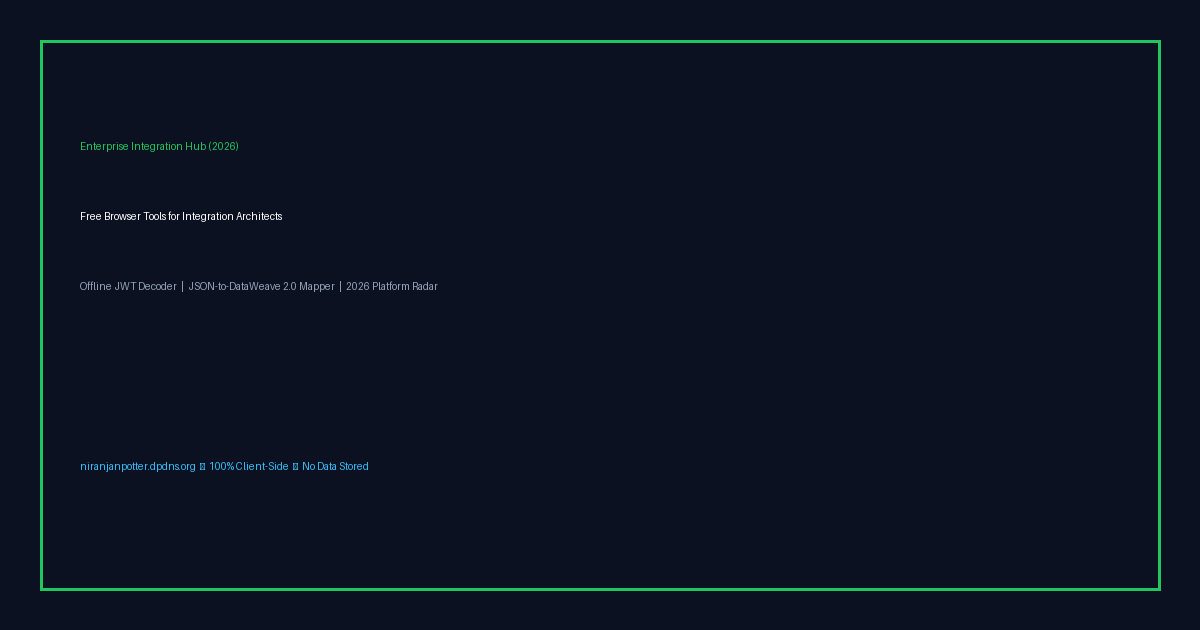 Enterprise Integration Hub (2026)
Free Browser Tools for Integration Architects
Offline JWT Decoder | JSON-to-DataWeave 2.0 Mapper | 2026 Platform Radar
niranjanpotter.dpdns.org 100% Client-Side No Data Stored